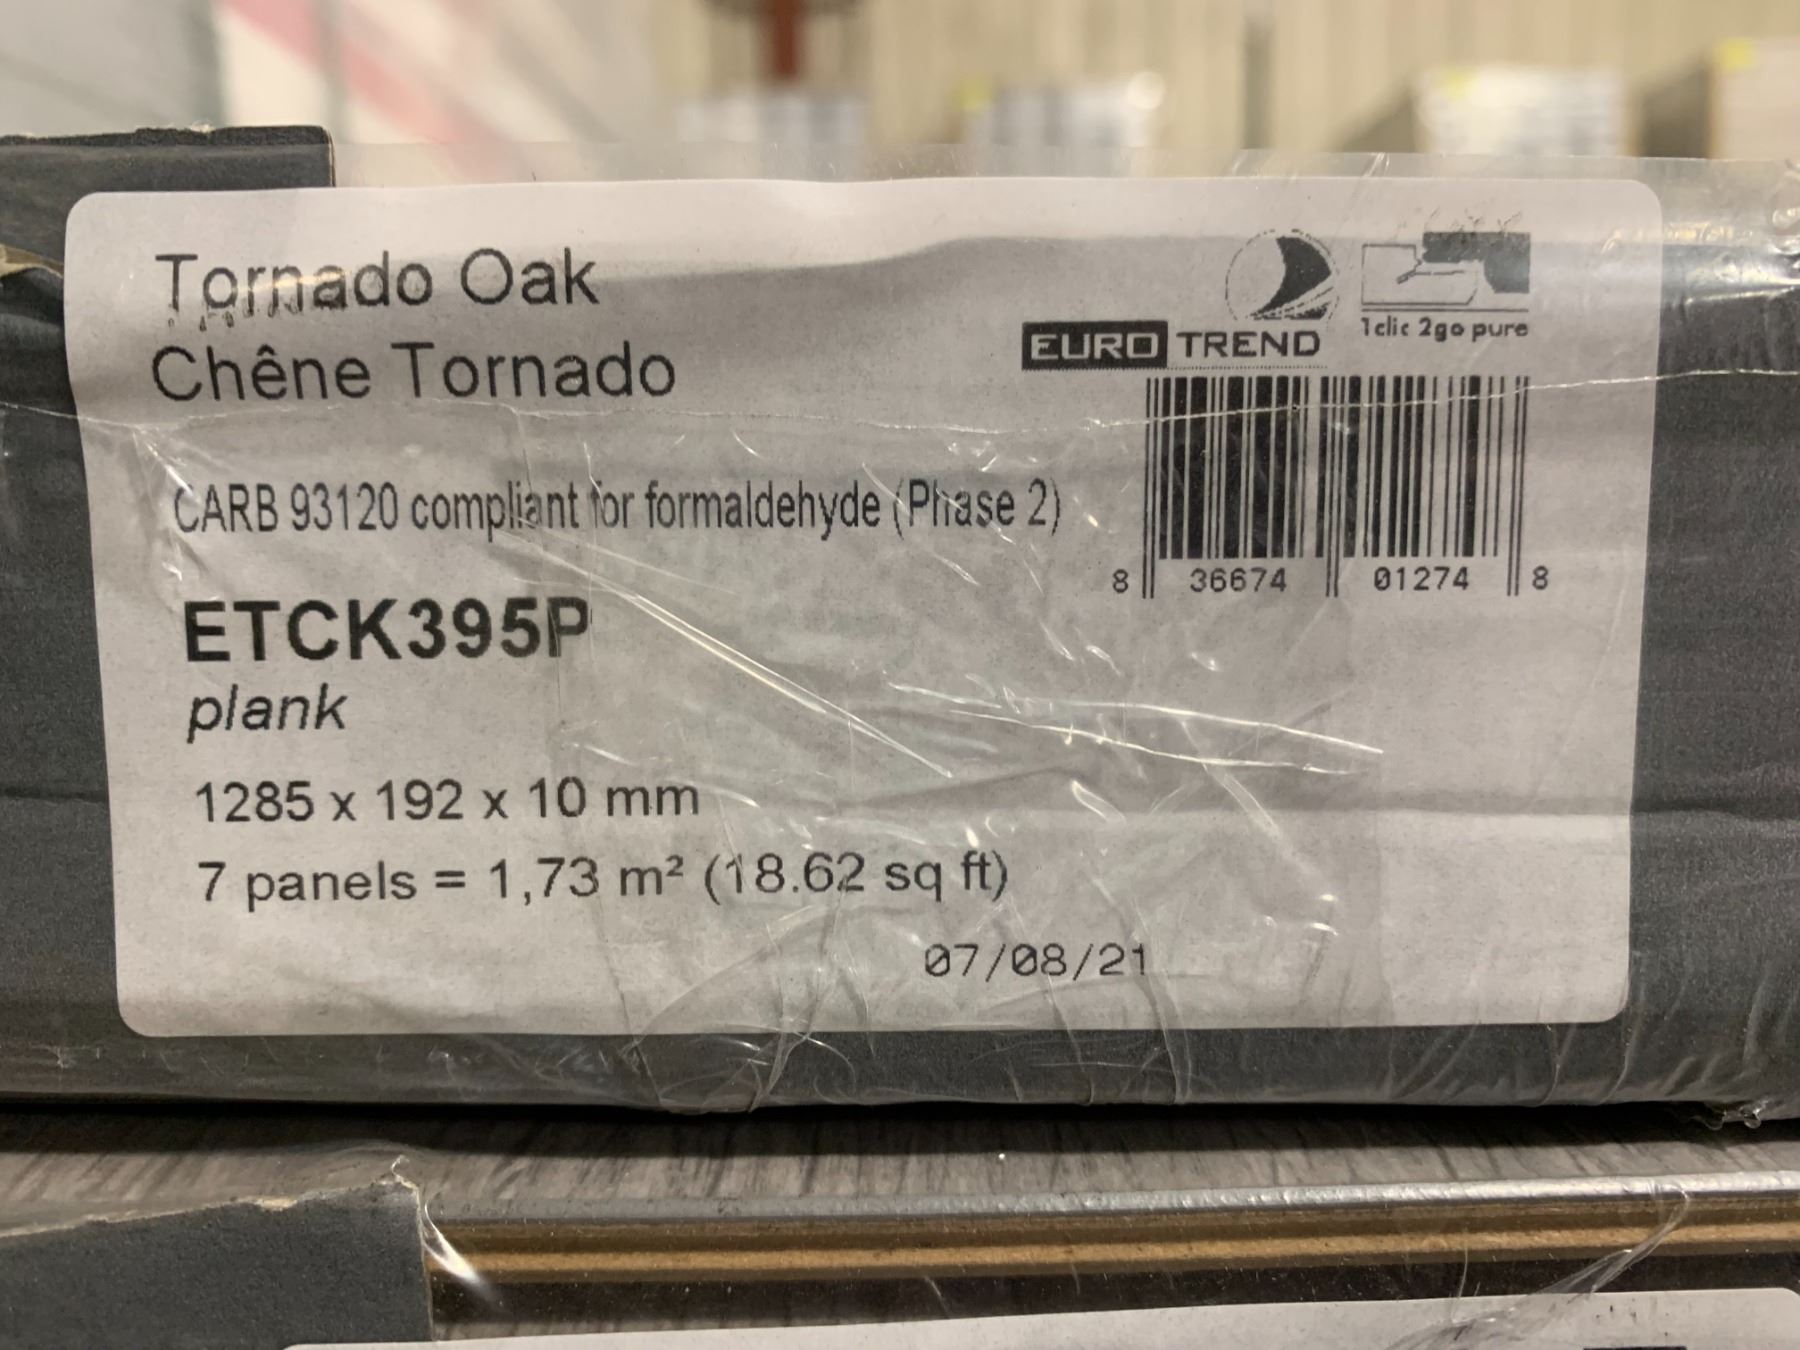 Tornado Oak
Chêne Tornado
EURO TREND
1clic 2go pure
CARB 93120 compliant for formaldehyde (Phase 2)
8 36674 01274 8
ETCK395P
plank
1285 x 192 x 10 mm
7 panels = 1,73 m² (18.62 sq ft)
07/08/21